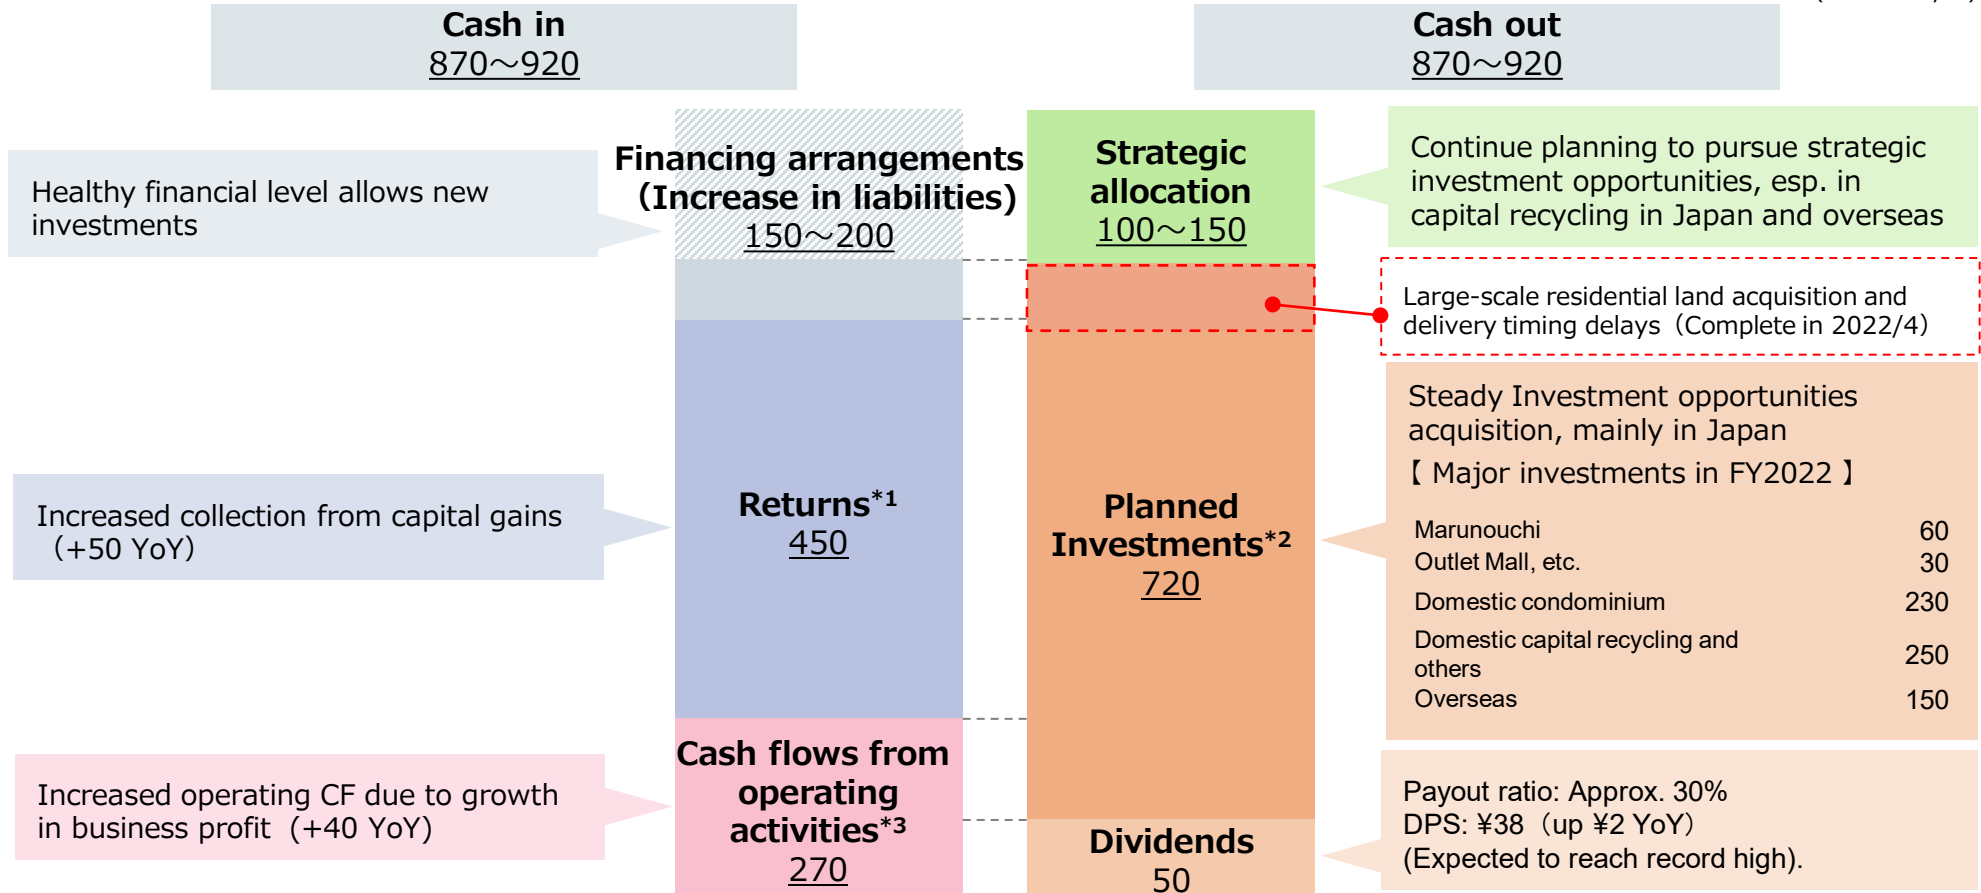 Cash in
870～920
Cash out
870～920
Healthy financial level allows new
investments
Financing arrangements
(Increase in liabilities)
150～200
Strategic
allocation
100～150
Continue planning to pursue strategic
investment opportunities, esp. in
capital recycling in Japan and overseas
Large-scale residential land acquisition and
delivery timing delays（Complete in 2022/4）
Increased collection from capital gains
（+50 YoY）
Returns*1
450
Planned
Investments*2
720
Steady Investment opportunities
acquisition, mainly in Japan
【 Major investments in FY2022 】
Marunouchi 60
Outlet Mall, etc. 30
Domestic condominium 230
Domestic capital recycling and
others 250
Overseas 150
Increased operating CF due to growth
in business profit (+40 YoY)
Cash flows from
operating
activities*3
270
Dividends
50
Payout ratio: Approx. 30%
DPS: ¥38（up ¥2 YoY）
(Expected to reach record high).